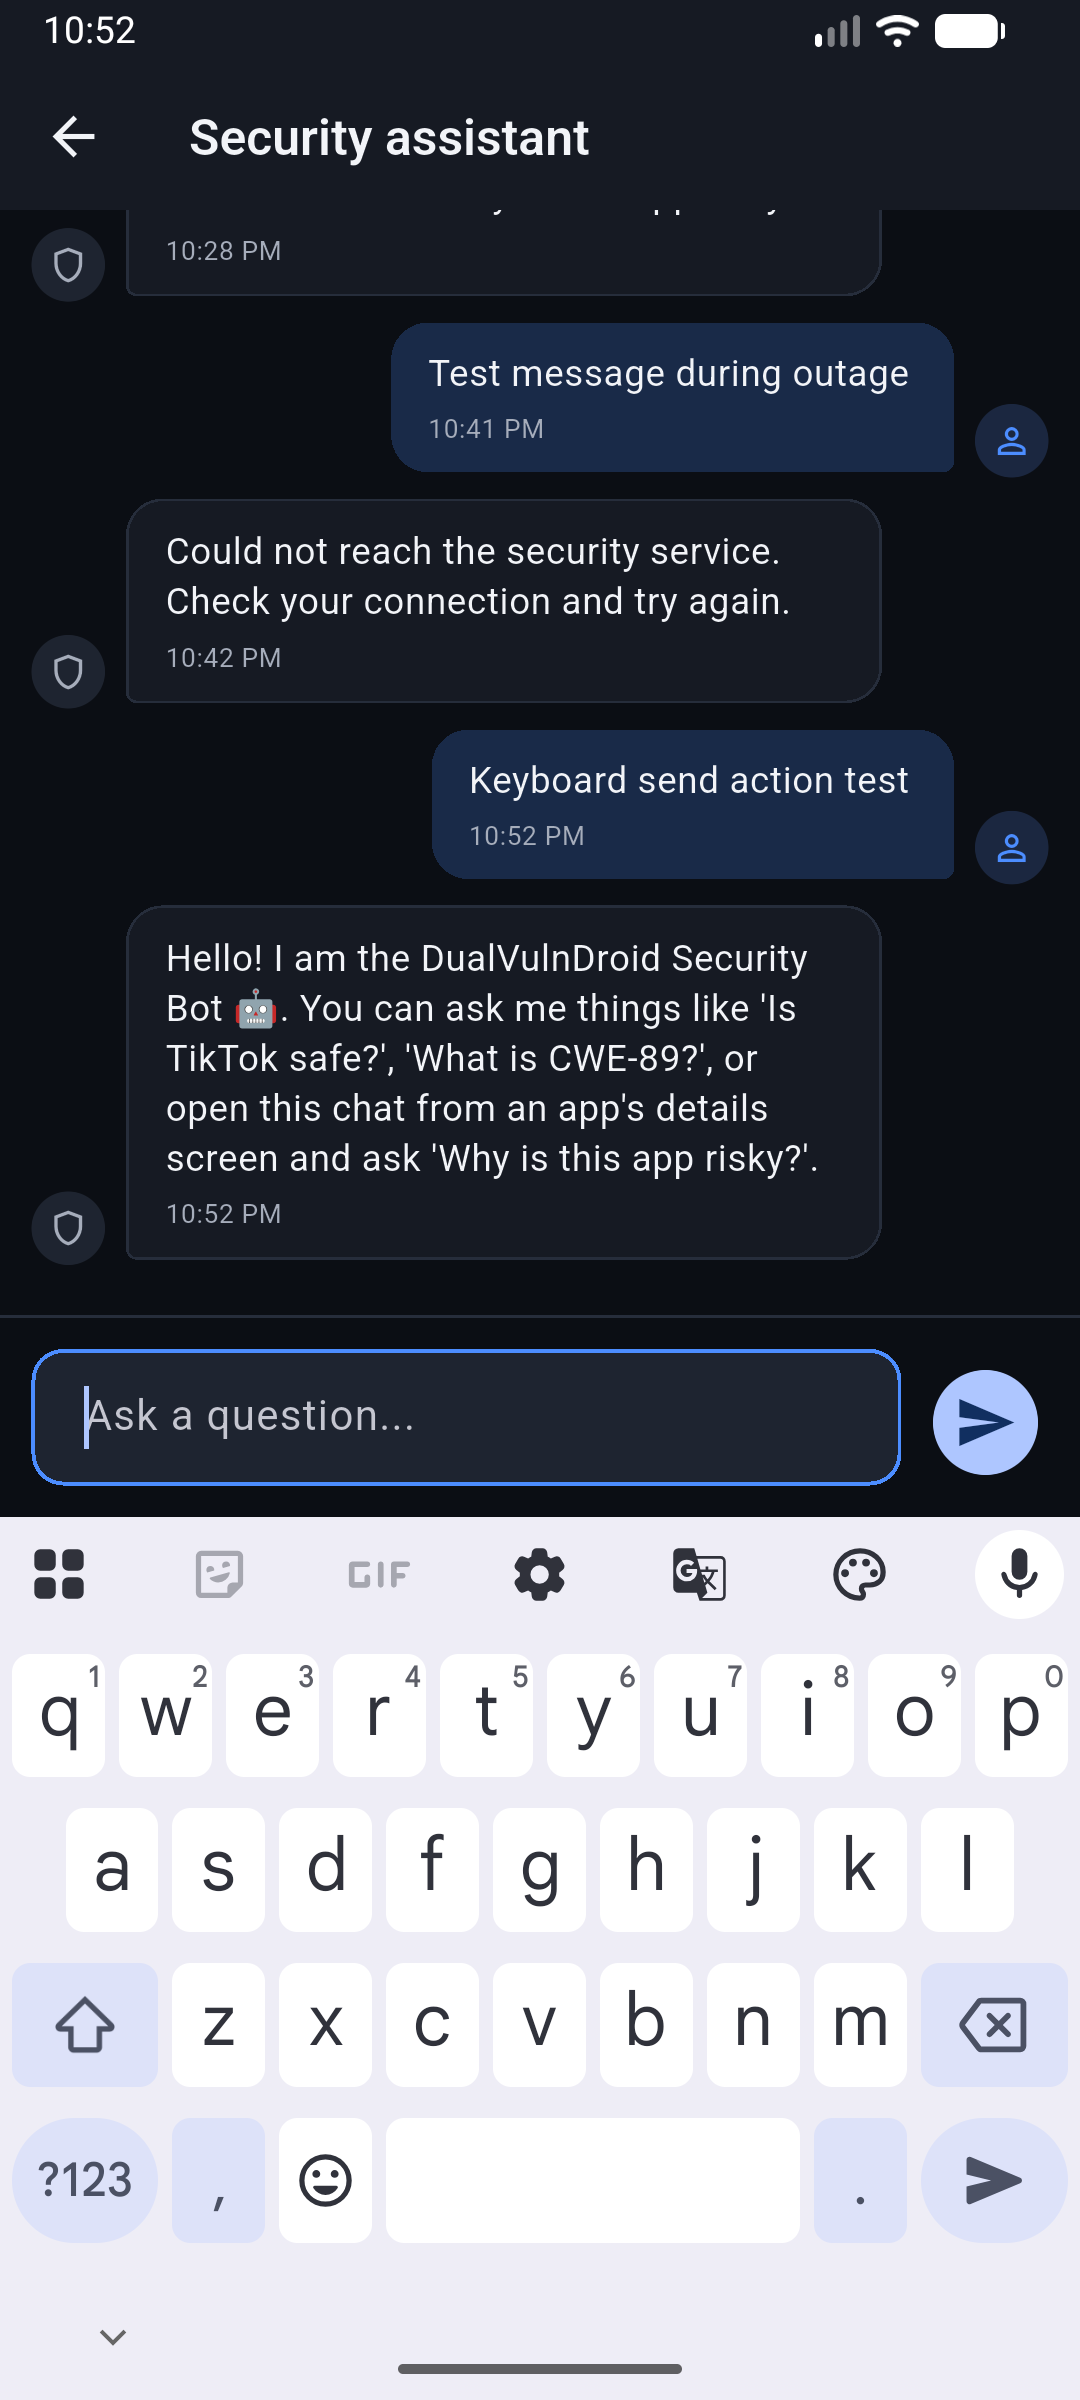 10:52
Security assistant
10:28 PM
Test message during outage
10:41 PM
Could not reach the security service.
Check your connection and try again.
10:42 PM
Keyboard send action test
10:52 PM
Hello! I am the DualVulnDroid Security
Bot 🤖. You can ask me things like 'Is
TikTok safe?', 'What is CWE-89?', or
open this chat from an app's details
screen and ask 'Why is this app risky?'.
10:52 PM
Ask a question...
GIF
q1 w2 e3 r4 t5 y6 u7 i8 o9 p0
a s d f g h j k l
z x c v b n m
?123 , .